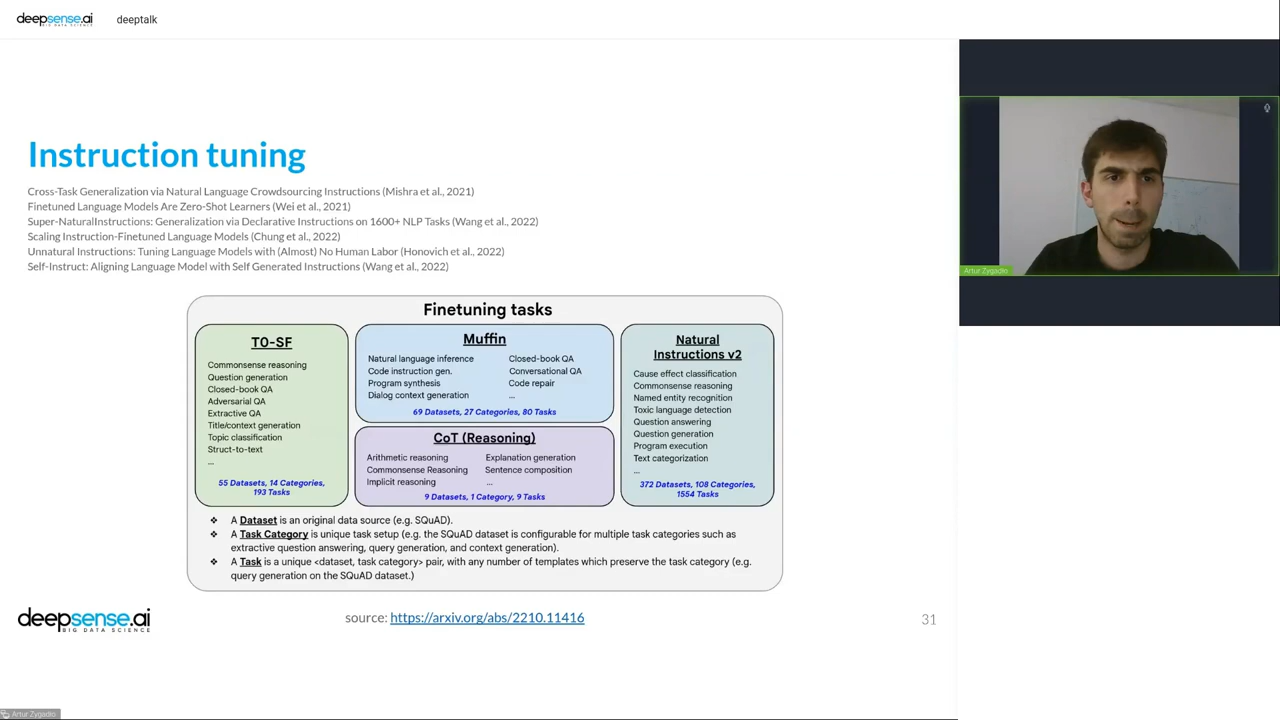 deepsense.ai
BIG DATA SCIENCE
deeptalk
Instruction tuning
Cross-Task Generalization via Natural Language Crowdsourcing Instructions (Mishra et al., 2021)
Finetuned Language Models Are Zero-Shot Learners (Wei et al., 2021)
Super-NaturalInstructions: Generalization via Declarative Instructions on 1600+ NLP Tasks (Wang et al., 2022)
Scaling Instruction-Finetuned Language Models (Chung et al., 2022)
Unnatural Instructions: Tuning Language Models with (Almost) No Human Labor (Honovich et al., 2022)
Self-Instruct: Aligning Language Model with Self Generated Instructions (Wang et al., 2022)
Finetuning tasks
T0-SF
Commonsense reasoning
Question generation
Closed-book QA
Adversarial QA
Extractive QA
Title/context generation
Topic classification
Struct-to-text
...
55 Datasets, 14 Categories,
193 Tasks
Muffin
Natural language inference
Code instruction gen.
Program synthesis
Dialog context generation
Closed-book QA
Conversational QA
Code repair
...
69 Datasets, 27 Categories, 80 Tasks
CoT (Reasoning)
Arithmetic reasoning
Commonsense Reasoning
Implicit reasoning
Explanation generation
Sentence composition
...
9 Datasets, 1 Category, 9 Tasks
Natural
Instructions v2
Cause effect classification
Commonsense reasoning
Named entity recognition
Toxic language detection
Question answering
Question generation
Program execution
Text categorization
...
372 Datasets, 108 Categories,
1554 Tasks
❖ A Dataset is an original data source (e.g. SQuAD).
❖ A Task Category is unique task setup (e.g. the SQuAD dataset is configurable for multiple task categories such as
extractive question answering, query generation, and context generation).
❖ A Task is a unique <dataset, task category> pair, with any number of templates which preserve the task category (e.g.
query generation on the SQuAD dataset.)
deepsense.ai
BIG DATA SCIENCE
source: https://arxiv.org/abs/2210.11416
31
Artur Zygadło
Artur Zygadło